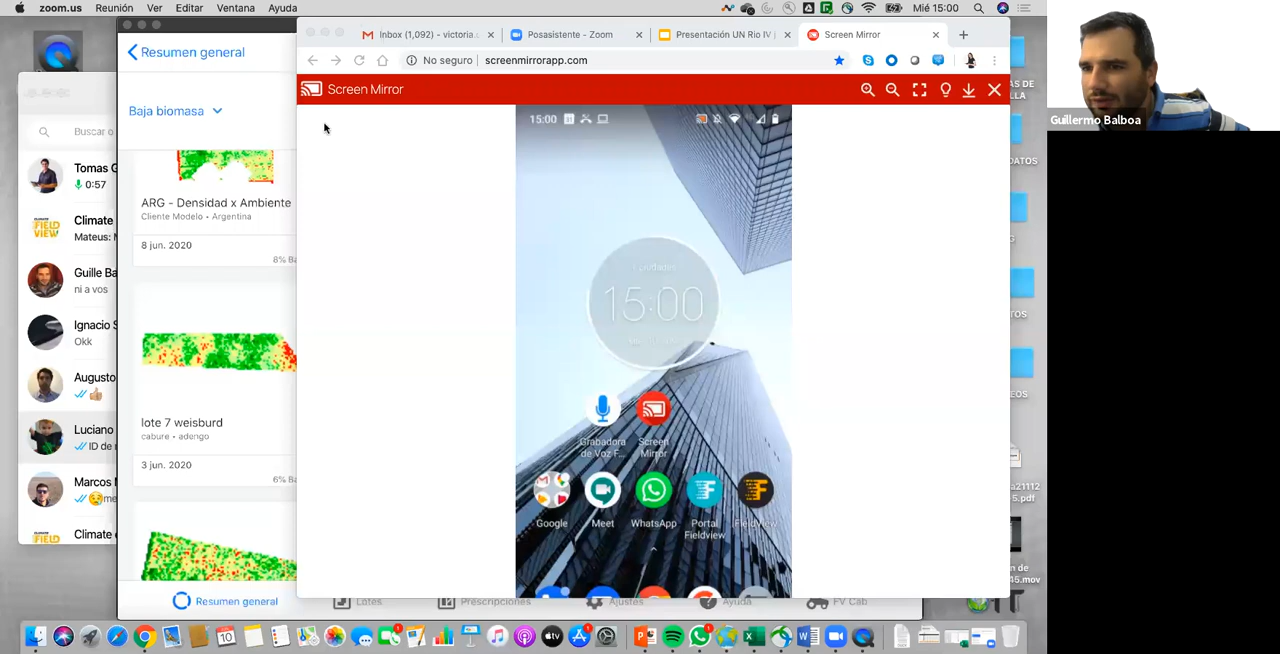 zoom.us Reunión Ver Editar Ventana Ayuda
Mié 15:00
Inbox (1,092) - victoria.
Posasistente - Zoom
Presentación UN Rio IV
Screen Mirror
No seguro
screenmirrorapp.com
Screen Mirror
Resumen general
Baja biomasa
Buscar o
Tomas G
0:57
Climate
Mateus:
Guille Ba
ni a vos
Ignacio S
Okk
Augusto
Luciano
ID de
Marcos
Climate
CLIMATE
FIELD
VIEW
ARG - Densidad x Ambiente
Cliente Modelo • Argentina
8 jun. 2020
8% Ba
lote 7 weisburd
cabure • adengo
3 jun. 2020
6% Ba
15:00
15:00
Grabadora
de Voz F...
Screen
Mirror
Google
Meet
WhatsApp
Portal
Fieldview
FieldView
Resumen general
Lotes
Prescripciones
Ajustes
Ayuda
FV Cab
Guillermo Balboa